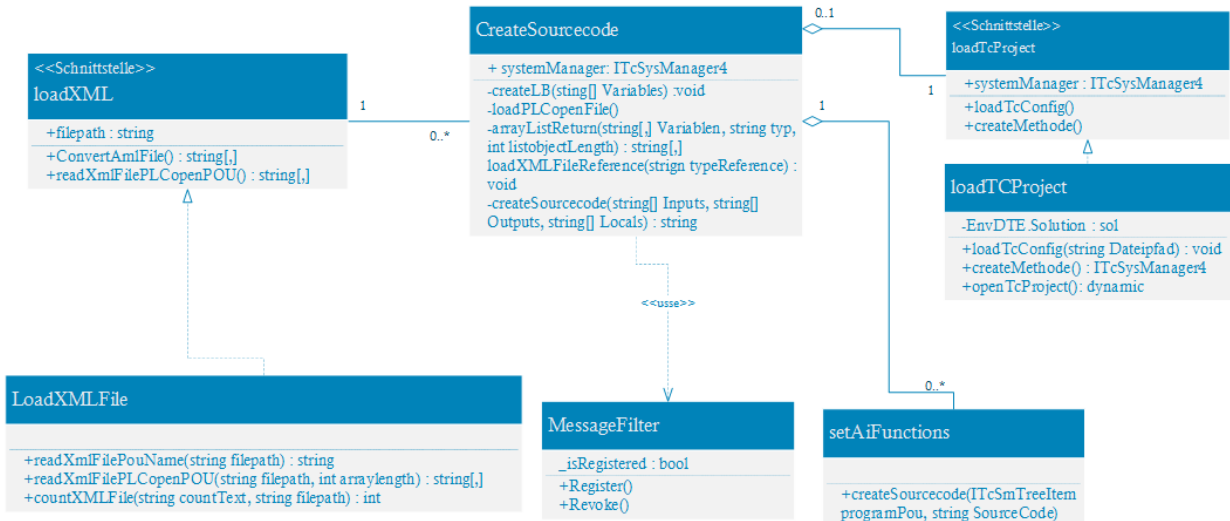 <<Schnittstelle>>
loadXML
+filepath : string
+ConvertAmlFile() : string[,]
+readXmlFilePLCopenPOU() : string[,]
1
0..*
CreateSourcecode
+ systemManager: ITcSysManager4
-createLB(sting[] Variables) :void
-loadPLCopenFile()
-arrayListReturn(string[,] Variablen, string typ,
int listobjectLength) : string[,]
loadXMLFileReference(strign typeReference) :
void
-createSourcecode(string[] Inputs, string[]
Outputs, string[] Locals) : string
0..1
1
1
<<Schnittstelle>>
loadTcProject
+systemManager : ITcSysManager4
+loadTcConfig()
+createMethode()
loadTCProject
-EnvDTE.Solution : sol
+loadTcConfig(string Dateipfad) : void
+createMethode() : ITcSysManager4
+openTcProject(): dynamic
<<usse>>
0..*
LoadXMLFile
+readXmlFilePouName(string filepath) : string
+readXmlFilePLCopenPOU(string filepath, int arraylength) : string[,]
+countXMLFile(string countText, string filepath) : int
MessageFilter
_isRegistered : bool
+Register()
+Revoke()
setAiFunctions
+createSourcecode(ITcSmTreeItem
programPou, string SourceCode)